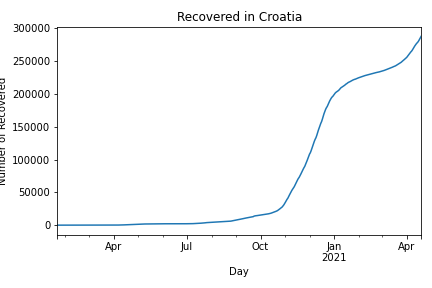 Recovered in Croatia
300000
250000
200000
150000
100000
50000
0
Number of Recovered
Apr
Jul
Oct
Jan
2021
Apr
Day